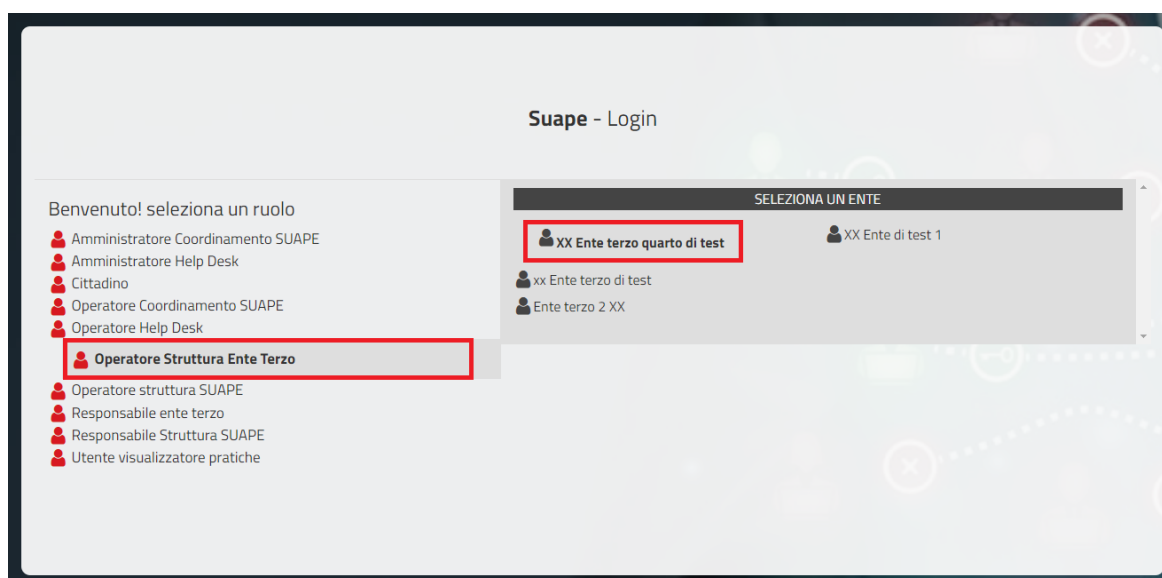 Suape - Login
Benvenuto! seleziona un ruolo
Amministratore Coordinamento SUAPE
Amministratore Help Desk
Cittadino
Operatore Coordinamento SUAPE
Operatore Help Desk
Operatore Struttura Ente Terzo
Operatore struttura SUAPE
Responsabile ente terzo
Responsabile Struttura SUAPE
Utente visualizzatore pratiche
SELEZIONA UN ENTE
XX Ente terzo quarto di test
XX Ente di test 1
xx Ente terzo di test
Ente terzo 2 XX